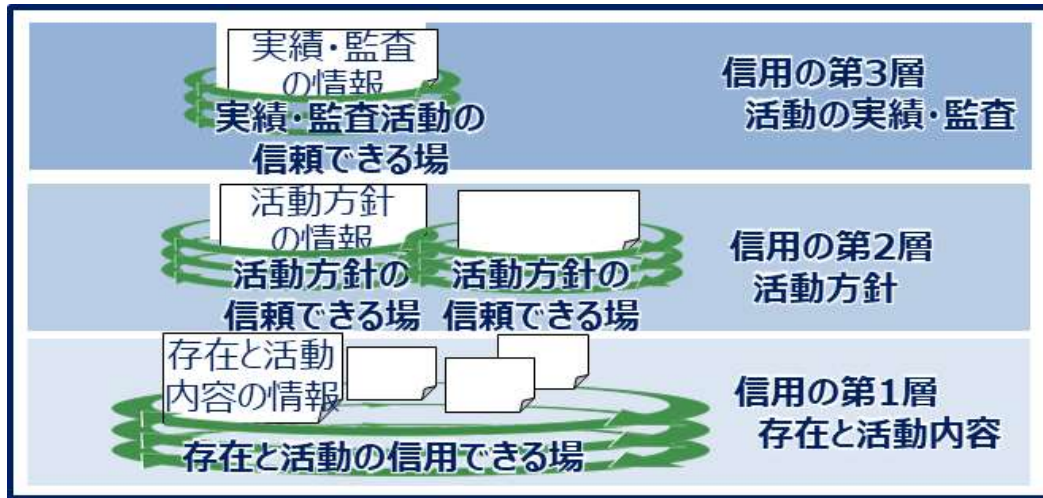 実績・監査
の情報
実績・監査活動の
信頼できる場
信用の第3層
活動の実績・監査
活動方針
の情報
活動方針の
信頼できる場
活動方針の
信頼できる場
信用の第2層
活動方針
存在と活動
内容の情報
存在と活動の信用できる場
信用の第1層
存在と活動内容